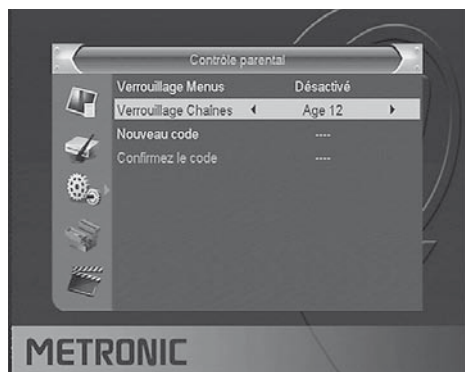 Contrôle parental
Verrouillage Menus Désactivé
Verrouillage Chaînes Age 12
Nouveau code ----
Confirmez le code ----
METRONIC